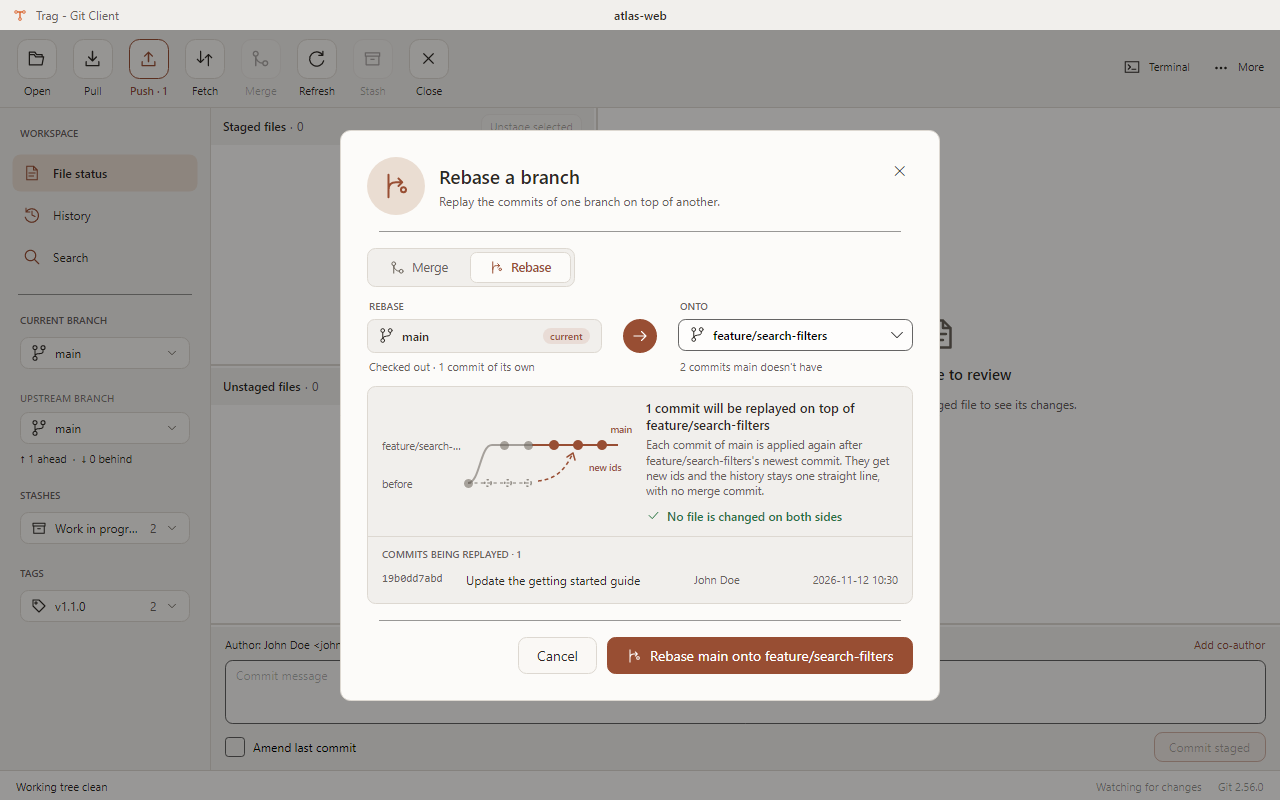 Trag - Git Client
atlas-web
Open
Pull
Push · 1
Fetch
Merge
Refresh
Stash
Close
Terminal
More
WORKSPACE
File status
History
Search
CURRENT BRANCH
main
UPSTREAM BRANCH
main
↑ 1 ahead · ↓ 0 behind
STASHES
Work in progr... 2
TAGS
v1.1.0 2
Staged files · 0
Unstage selected
Unstaged files · 0
to review
file to see its changes.
Rebase a branch
Replay the commits of one branch on top of another.
Merge
Rebase
REBASE
main
current
Checked out · 1 commit of its own
ONTO
feature/search-filters
2 commits main doesn't have
feature/search-...
before
main
new ids
1 commit will be replayed on top of
feature/search-filters
Each commit of main is applied again after
feature/search-filters's newest commit. They get
new ids and the history stays one straight line,
with no merge commit.
No file is changed on both sides
COMMITS BEING REPLAYED · 1
19b0dd7abd Update the getting started guide John Doe 2026-11-12 10:30
Cancel
Rebase main onto feature/search-filters
Author: John Doe
Add co-author
Commit message
Amend last commit
Commit staged
Working tree clean
Watching for changes
Git 2.56.0